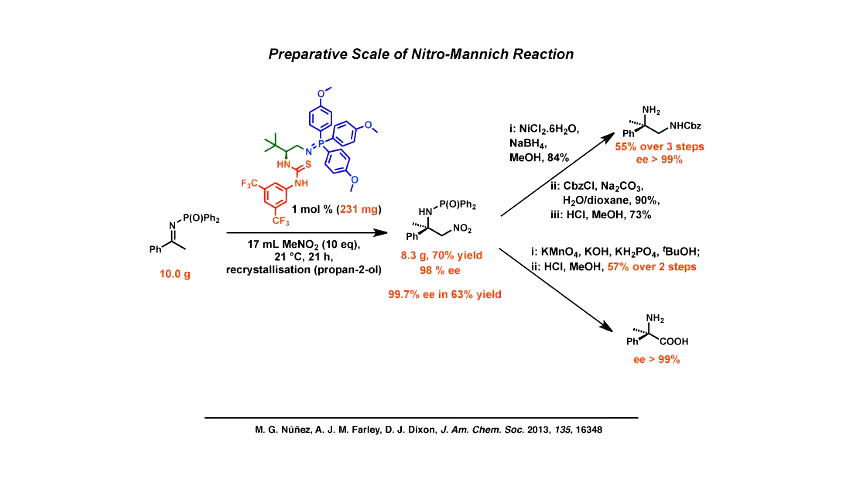 Preparative Scale of Nitro-Mannich Reaction
O
O
O
N
P
HN
S
NH
F3C
CF3
1 mol % (231 mg)
N P(O)Ph2
Ph
10.0 g
17 mL MeNO2 (10 eq),
21 °C, 21 h,
recrystallisation (propan-2-ol)
HN P(O)Ph2
Ph NO2
8.3 g, 70% yield
98 % ee
99.7% ee in 63% yield
i: NiCl2.6H2O,
NaBH4,
MeOH, 84%
ii: CbzCl, Na2CO3,
H2O/dioxane, 90%,
iii: HCl, MeOH, 73%
NH2
Ph NHCbz
55% over 3 steps
ee > 99%
i: KMnO4, KOH, KH2PO4, tBuOH;
ii: HCl, MeOH, 57% over 2 steps
NH2
Ph COOH
ee > 99%
M. G. Núñez, A. J. M. Farley, D. J. Dixon, J. Am. Chem. Soc. 2013, 135, 16348